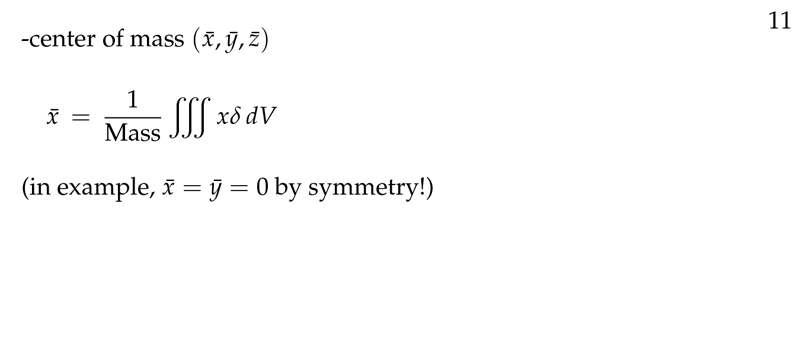 11
-center of mass (x̄, ȳ, z̄)
x̄ = 1/Mass ∭ xδ dV
(in example, x̄ = ȳ = 0 by symmetry!)